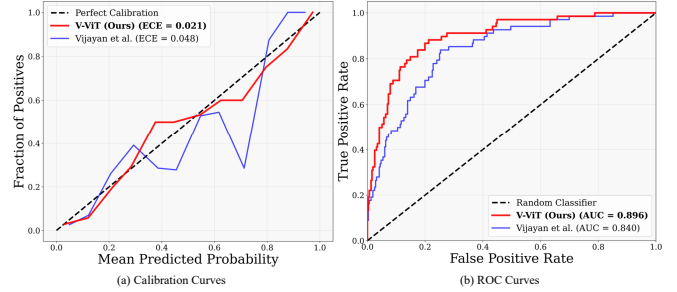 Perfect Calibration
V-ViT (Ours) (ECE = 0.021)
Vijayan et al. (ECE = 0.048)
Fraction of Positives
1.0
0.8
0.6
0.4
0.2
0.0
0.0 0.2 0.4 0.6 0.8 1.0
Mean Predicted Probability
(a) Calibration Curves
True Positive Rate
1.0
0.8
0.6
0.4
0.2
0.0
Random Classifier
V-ViT (Ours) (AUC = 0.896)
Vijayan et al. (AUC = 0.840)
0.0 0.2 0.4 0.6 0.8 1.0
False Positive Rate
(b) ROC Curves